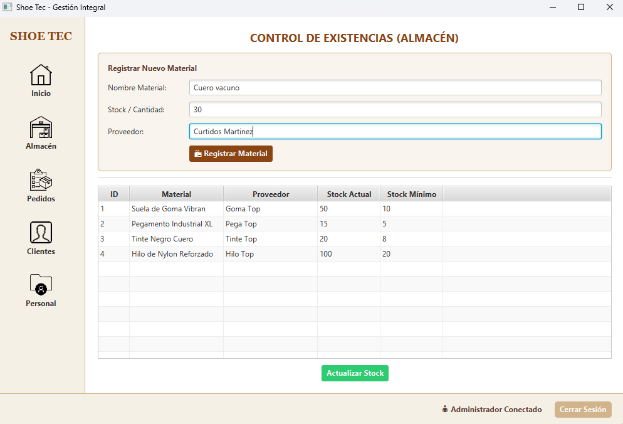 Shoe Tec - Gestión Integral
SHOE TEC
Inicio
Almacén
Pedidos
Clientes
Personal
CONTROL DE EXISTENCIAS (ALMACÉN)
Registrar Nuevo Material
Nombre Material: Cuero vacuno
Stock / Cantidad: 30
Proveedor: Curtidos Martinez
Registrar Material
ID Material Proveedor Stock Actual Stock Mínimo
1 Suela de Goma Vibran Goma Top 50 10
2 Pegamento Industrial XL Pega Top 15 5
3 Tinte Negro Cuero Tinte Top 20 8
4 Hilo de Nylon Reforzado Hilo Top 100 20
Actualizar Stock
Administrador Conectado
Cerrar Sesión